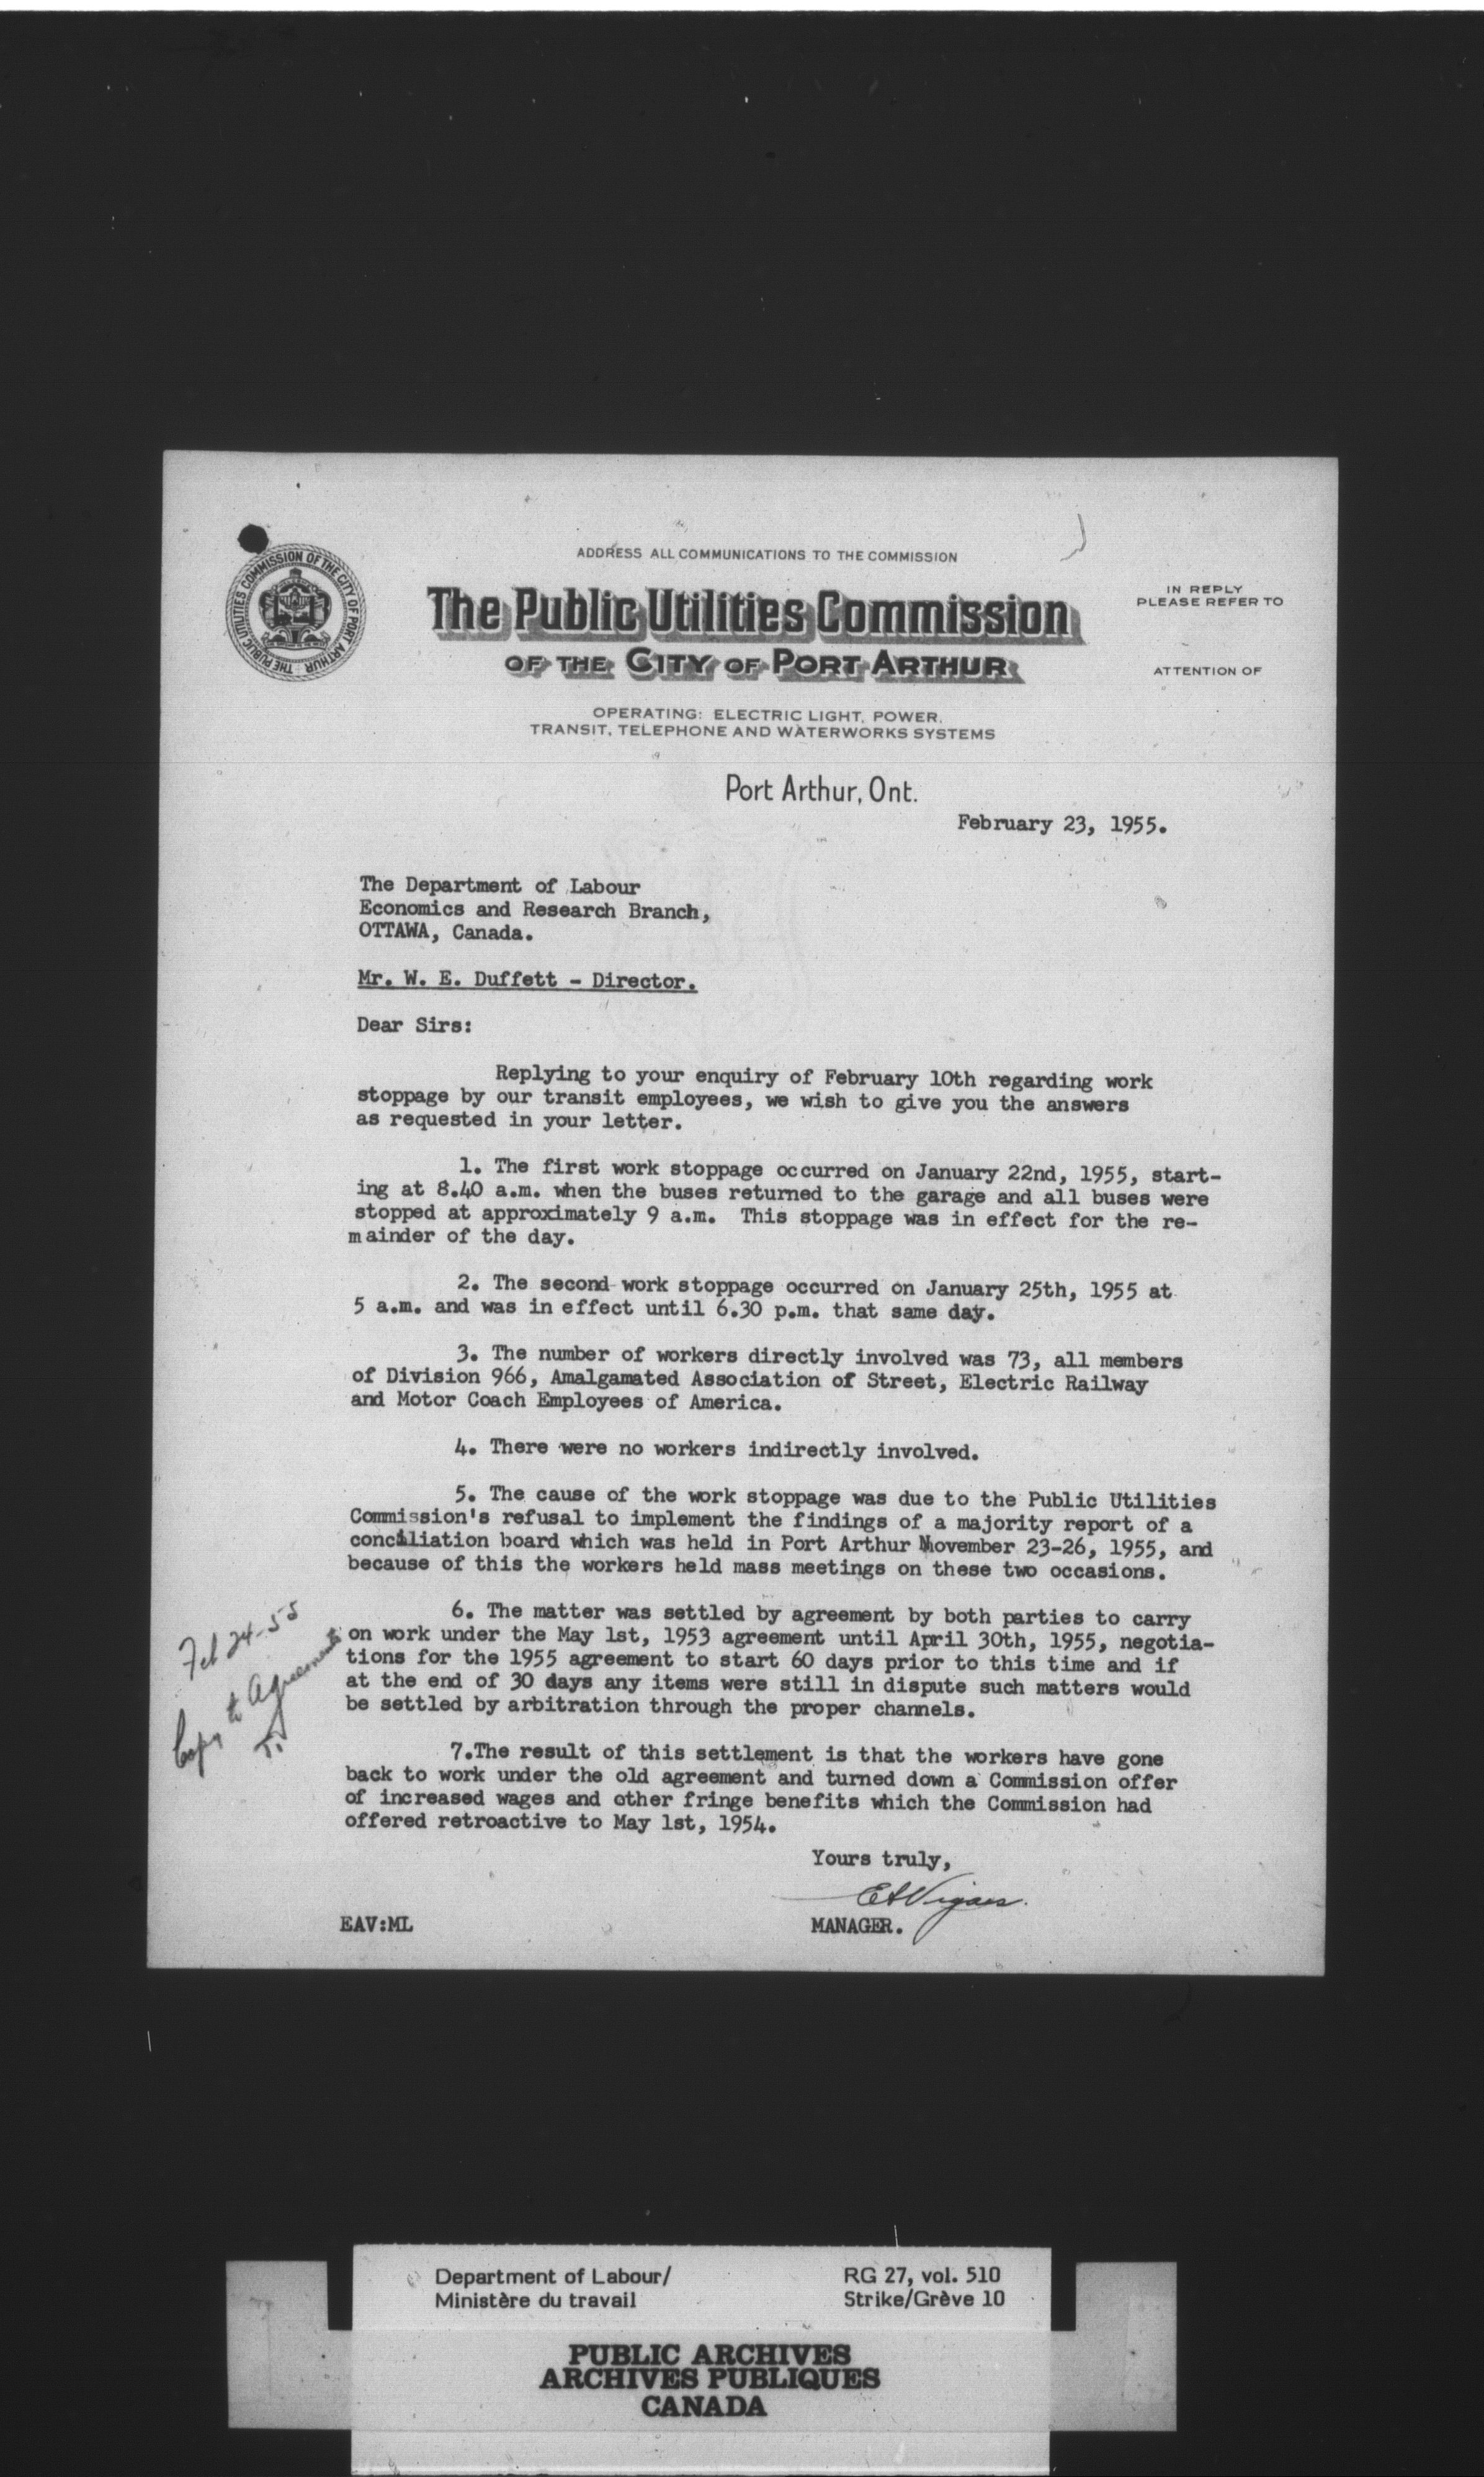 ADDRESS ALL COMMUNICATIONS TO THE COMMISSION
THE PUBLIC UTILITIES COMMISSION OF THE CITY OF PORT ARTHUR
The Public Utilities Commission
OF THE CITY OF PORT ARTHUR
IN REPLY
PLEASE REFER TO
ATTENTION OF
OPERATING: ELECTRIC LIGHT, POWER,
TRANSIT, TELEPHONE AND WATERWORKS SYSTEMS
Port Arthur, Ont.
February 23, 1955.
The Department of Labour
Economics and Research Branch,
OTTAWA, Canada.
Mr. W. E. Duffett - Director.
Dear Sirs:
Replying to your enquiry of February 10th regarding work
stoppage by our transit employees, we wish to give you the answers
as requested in your letter.
1. The first work stoppage occurred on January 22nd, 1955, start-
ing at 8.40 a.m. when the buses returned to the garage and all buses were
stopped at approximately 9 a.m. This stoppage was in effect for the re-
mainder of the day.
2. The second work stoppage occurred on January 25th, 1955 at
5 a.m. and was in effect until 6.30 p.m. that same day.
3. The number of workers directly involved was 73, all members
of Division 966, Amalgamated Association of Street, Electric Railway
and Motor Coach Employees of America.
4. There were no workers indirectly involved.
5. The cause of the work stoppage was due to the Public Utilities
Commission's refusal to implement the findings of a majority report of a
conciliation board which was held in Port Arthur November 23-26, 1955, and
because of this the workers held mass meetings on these two occasions.
6. The matter was settled by agreement by both parties to carry
on work under the May 1st, 1953 agreement until April 30th, 1955, negotia-
tions for the 1955 agreement to start 60 days prior to this time and if
at the end of 30 days any items were still in dispute such matters would
be settled by arbitration through the proper channels.
Feb 24-55
Copy to Agreements
T.
7.The result of this settlement is that the workers have gone
back to work under the old agreement and turned down a Commission offer
of increased wages and other fringe benefits which the Commission had
offered retroactive to May 1st, 1954.
Yours truly,
EAVigars.
EAV:ML
MANAGER.
Department of Labour/
Ministère du travail
RG 27, vol. 510
Strike/Grève 10
PUBLIC ARCHIVES
ARCHIVES PUBLIQUES
CANADA